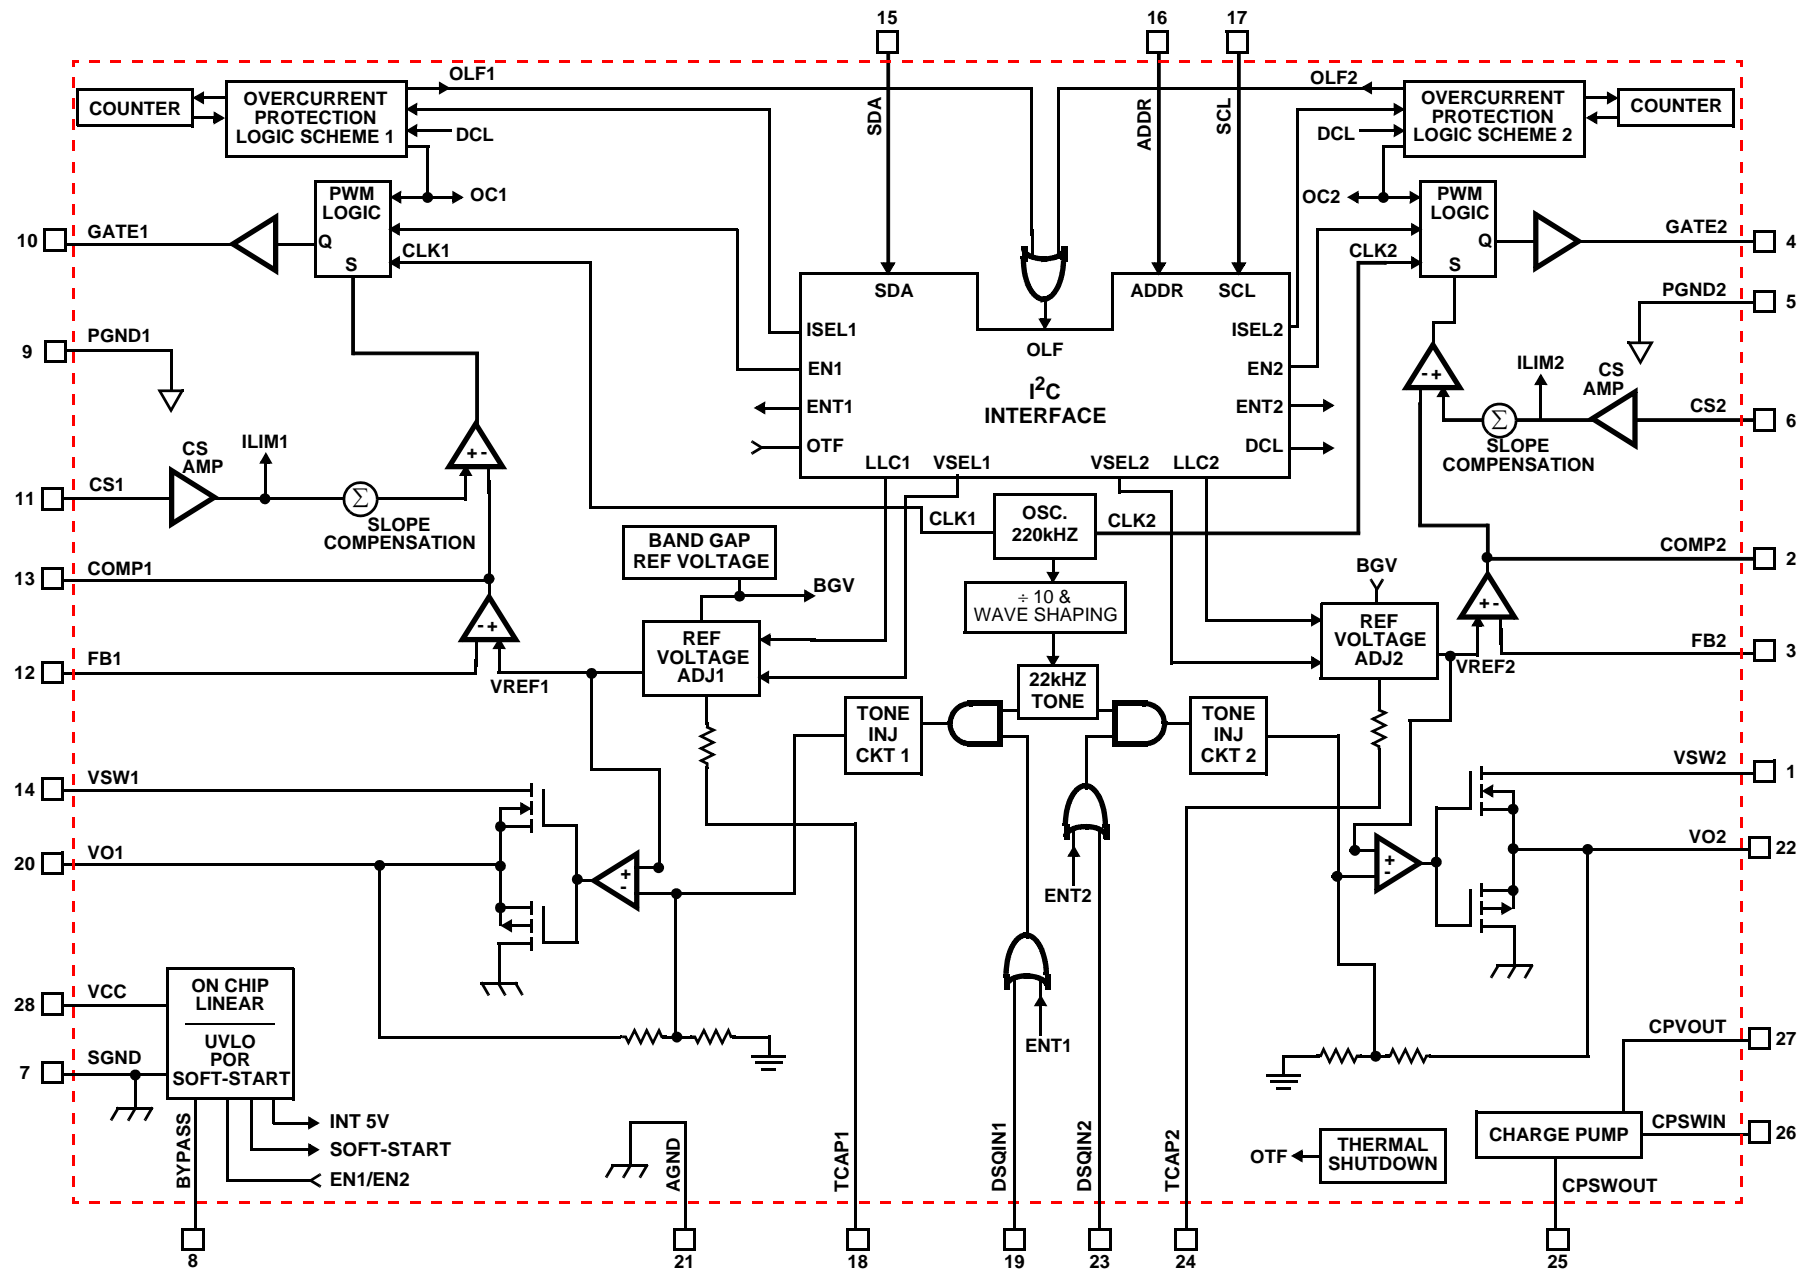 15
16
17
OLF1
OLF2
COUNTER
OVERCURRENT
PROTECTION
LOGIC SCHEME 1
DCL
SDA
ADDR
SCL
DCL
OVERCURRENT
PROTECTION
LOGIC SCHEME 2
COUNTER
PWM
LOGIC
Q
S
OC1
OC2
PWM
LOGIC
Q
S
10
GATE1
CLK1
CLK2
GATE2
4
SDA
ADDR
SCL
PGND2
5
9
PGND1
ISEL1
OLF
ISEL2
EN1
I2C
INTERFACE
EN2
ENT1
ENT2
OTF
DCL
LLC1
VSEL1
VSEL2
LLC2
ILIM2
CS
AMP
CS2
6
- +
Σ
SLOPE
COMPENSATION
CS
AMP
ILIM1
+ -
11
CS1
Σ
SLOPE
COMPENSATION
CLK1
OSC.
220kHZ
CLK2
BAND GAP
REF VOLTAGE
BGV
BGV
13
COMP1
COMP2
2
÷ 10 &
WAVE SHAPING
- +
+ -
REF
VOLTAGE
ADJ1
REF
VOLTAGE
ADJ2
12
FB1
VREF1
VREF2
FB2
3
22kHZ
TONE
TONE
INJ
CKT 1
TONE
INJ
CKT 2
14
VSW1
VSW2
1
20
VO1
+
-
+
-
VO2
22
ENT2
ENT1
28
VCC
ON CHIP
LINEAR
UVLO
POR
SOFT-START
7
SGND
CPVOUT
27
CPSWIN
26
CHARGE PUMP
CPSWOUT
BYPASS
INT 5V
SOFT-START
EN1/EN2
AGND
TCAP1
DSQIN1
DSQIN2
TCAP2
OTF
THERMAL
SHUTDOWN
8
21
18
19
23
24
25